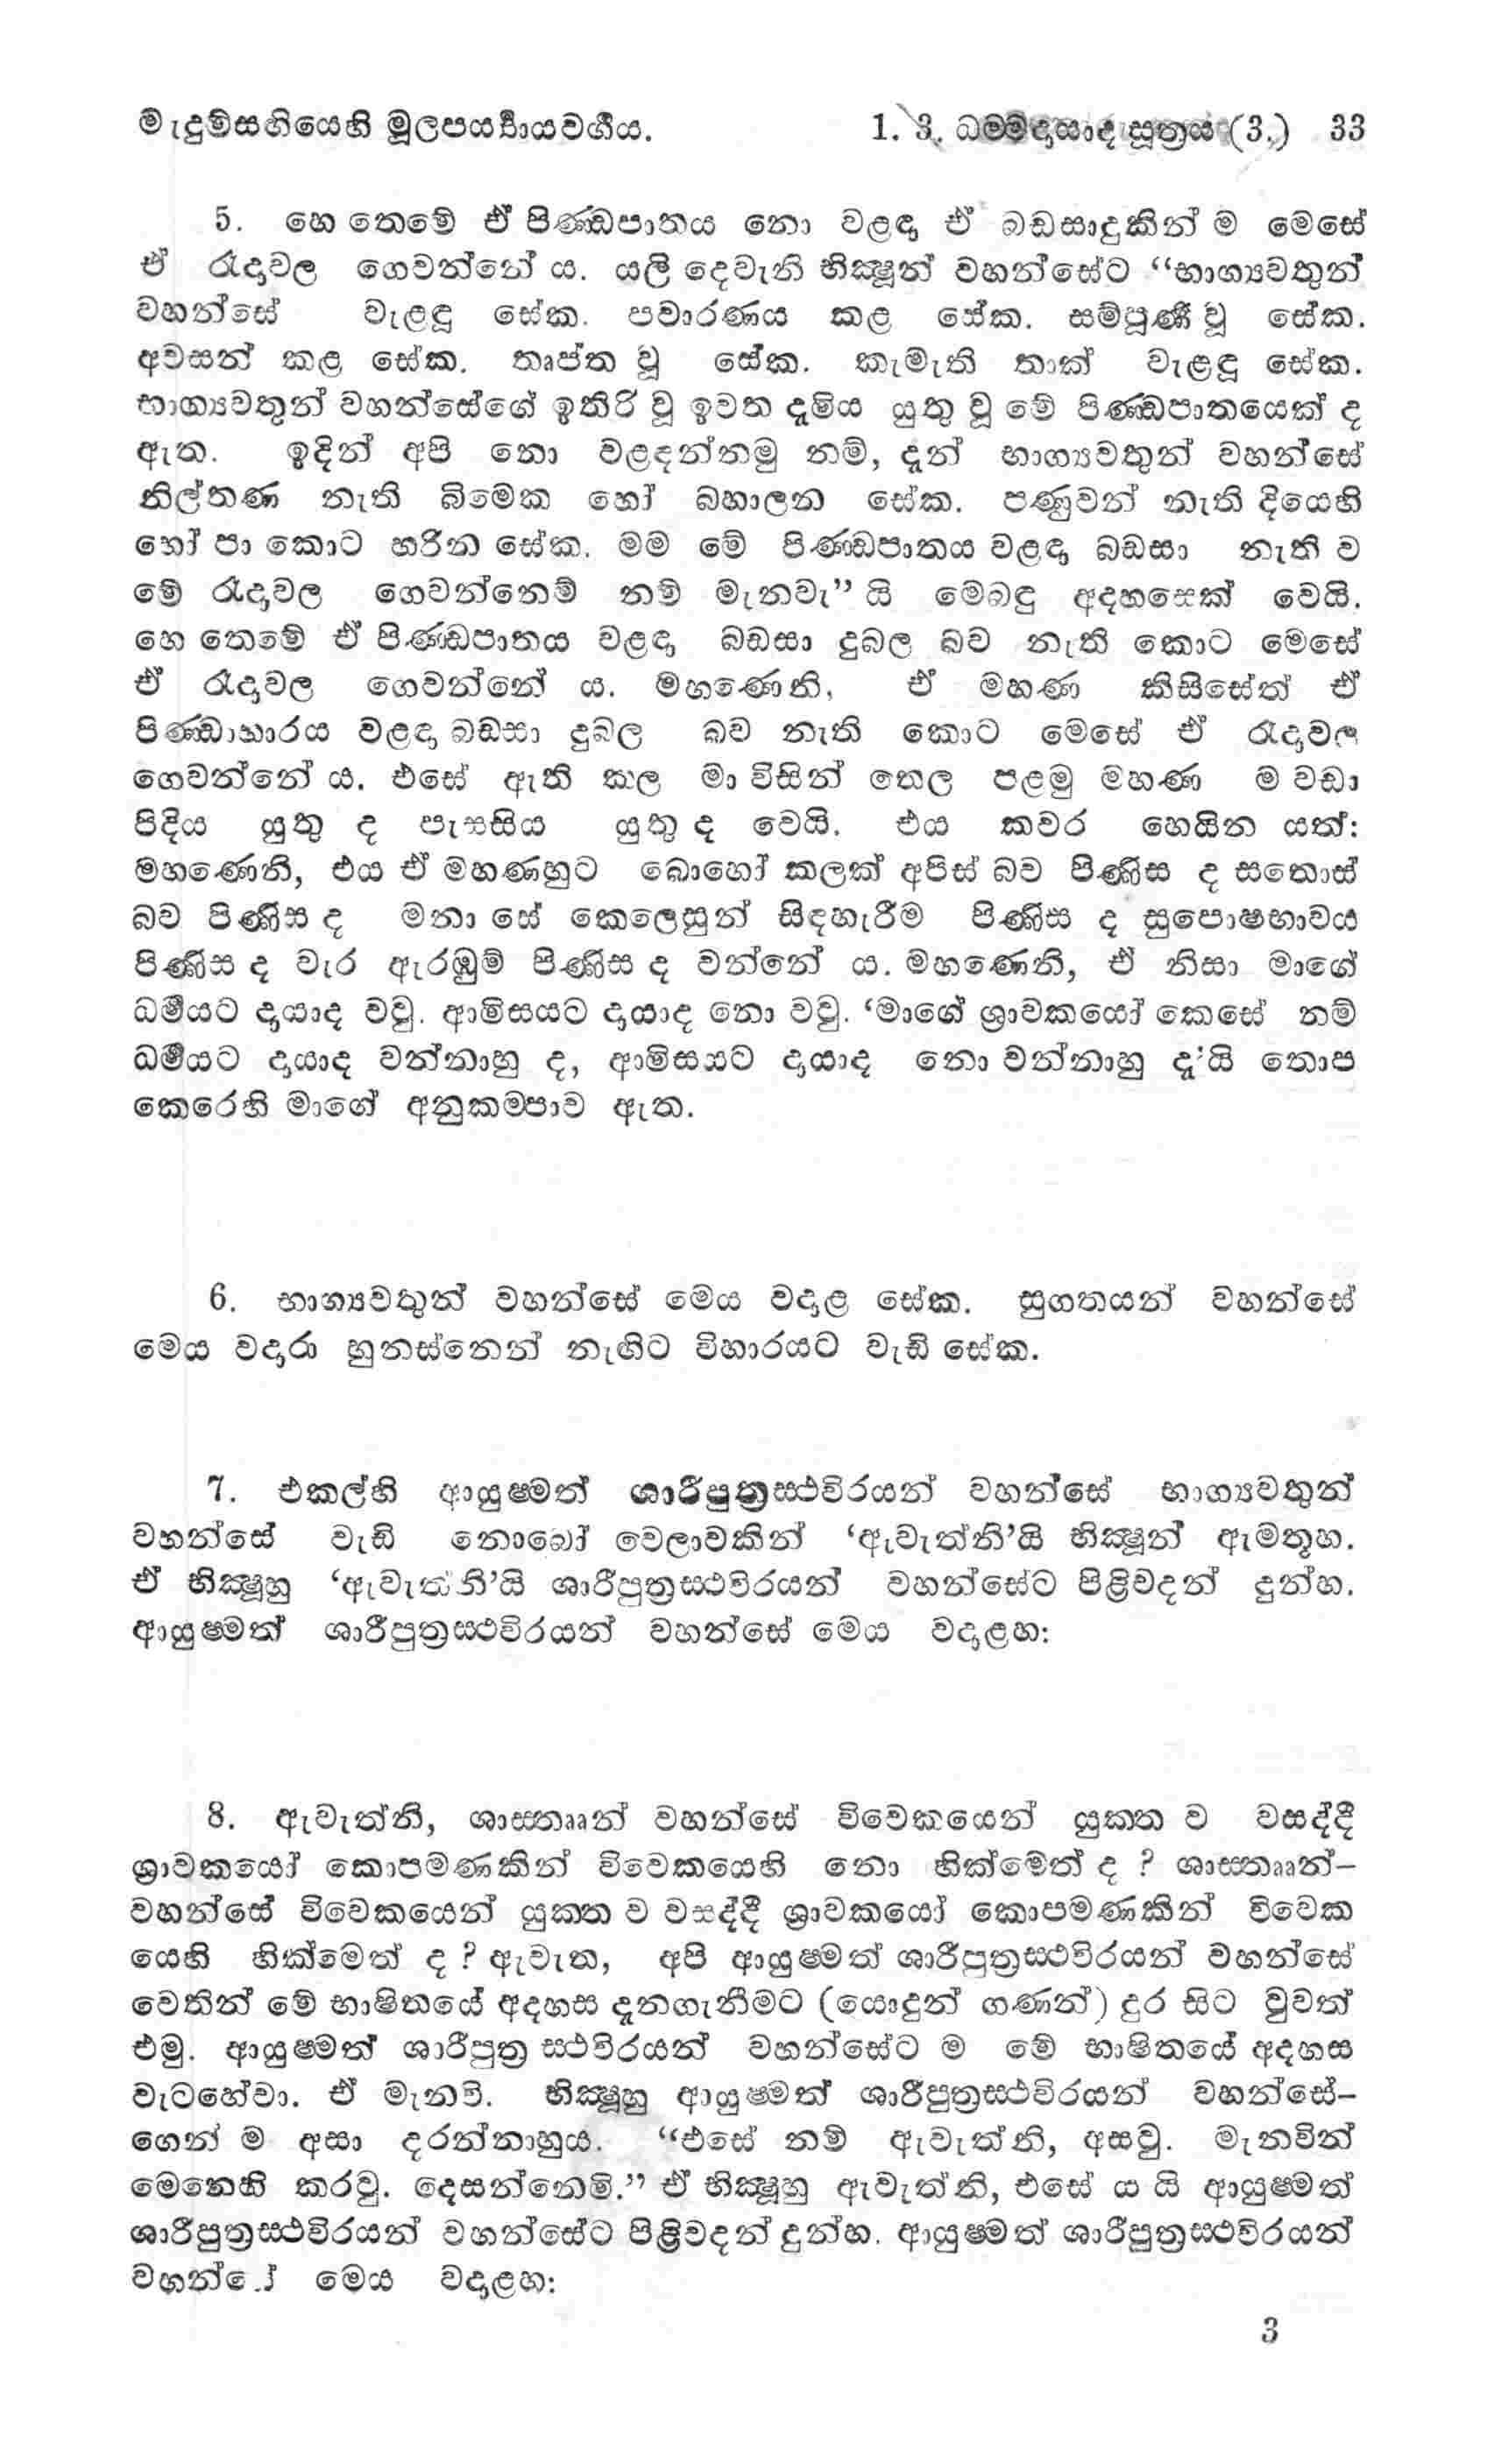 මැදුම්සඟියෙහි මූලපර්‍ය්‍යායවර්‍ගය. 1. 3. ධම්මදායාද සූත්‍රය (3.) 33
5. හෙ තෙමේ ඒ පිණ්ඩපාතය නො වළඳා ඒ බඩසාදුකින් ම මෙසේ
ඒ රෑදාවල ගෙවන්නේ ය. යලි දෙවැනි භික්‍ෂූන් වහන්සේට “භාග්‍යවතුන්
වහන්සේ වැළඳූ සේක. පවාරණය කළ සේක. සම්පූර්‍ණ වූ සේක.
අවසන් කළ සේක. තෘප්ත වූ සේක. කැමැති තාක් වැළඳූ සේක.
භාග්‍යවතුන් වහන්සේගේ ඉතිරි වූ ඉවත දැමිය යුතු වූ මේ පිණ්ඩපාතයෙක් ද
ඇත. ඉදින් අපි නො වළඳන්නමු නම්, දැන් භාග්‍යවතුන් වහන්සේ
නිල්තණ නැති බිමෙක හෝ බහාලන සේක. පණුවන් නැති දියෙහි
හෝ පා කොට හරින සේක. මම මේ පිණ්ඩපාතය වළඳා බඩසා නැති ව
මේ රෑදාවල ගෙවන්නෙම් නම් මැනවැ” යි මෙබඳු අදහසෙක් වෙයි.
හෙ තෙමේ ඒ පිණ්ඩපාතය වළඳා බඩසා දුබල බව නැති කොට මෙසේ
ඒ රෑදාවල ගෙවන්නේ ය. මහණෙනි, ඒ මහණ කිසිසේත් ඒ
පිණ්ඩාහාරය වළඳා බඩසා දුබල බව නැති කොට මෙසේ ඒ රෑදාවල
ගෙවන්නේ ය. එසේ ඇති කල මා විසින් තෙල පළමු මහණ ම වඩා
පිදිය යුතු ද පැසසිය යුතු ද වෙයි. එය කවර හෙයින යත්:
මහණෙනි, එය ඒ මහණහුට බොහෝ කලක් අපිස් බව පිණිස ද සතොස්
බව පිණිස ද මනා සේ කෙලෙසුන් සිඳහැරීම පිණිස ද සුපොෂභාවය
පිණිස ද වැර ඇරඹුම් පිණිස ද වන්නේ ය. මහණෙනි, ඒ නිසා මාගේ
ධර්‍මයට දායාද වවු. ආමිසයට දායාද නො වවු. ‘මාගේ ශ්‍රාවකයෝ කෙසේ නම්
ධර්‍මයට දායාද වන්නාහු ද, ආමිසයට දායාද නො වන්නාහු ද’යි තොප
කෙරෙහි මාගේ අනුකම්පාව ඇත.
6. භාග්‍යවතුන් වහන්සේ මෙය වදාළ සේක. සුගතයන් වහන්සේ
මෙය වදාරා හුනස්නෙන් නැඟිට විහාරයට වැඩි සේක.
7. එකල්හි ආයුෂ්මත් ශාරීපුත්‍රස්ථවිරයන් වහන්සේ භාග්‍යවතුන්
වහන්සේ වැඩි නොබෝ වෙලාවකින් ‘ඇවැත්නි’යි භික්‍ෂූන් ඇමතූහ.
ඒ භික්‍ෂූහු ‘ඇවැත්නි’යි ශාරීපුත්‍රස්ථවිරයන් වහන්සේට පිළිවදන් දුන්හ.
ආයුෂ්මත් ශාරීපුත්‍රස්ථවිරයන් වහන්සේ මෙය වදාළහ:
8. ඇවැත්නි, ශාස්තෲන් වහන්සේ විවෙකයෙන් යුක්ත ව වසද්දී
ශ්‍රාවකයෝ කොපමණකින් විවෙකයෙහි නො හික්මෙත් ද ? ශාස්තෲන්–
වහන්සේ විවෙකයෙන් යුක්ත ව වසද්දී ශ්‍රාවකයෝ කොපමණකින් විවෙක
යෙහි හික්මෙත් ද ? ඇවැත, අපි ආයුෂ්මත් ශාරීපුත්‍රස්ථවිරයන් වහන්සේ
වෙතින් මේ භාෂිතයේ අදහස දැනගැනීමට (යොදුන් ගණන්) දුර සිට වුවත්
එමු. ආයුෂ්මත් ශාරීපුත්‍ර ස්ථවිරයන් වහන්සේට ම මේ භාෂිතයේ අදහස
වැටහේවා. ඒ මැනවි. භික්‍ෂූහු ආයුෂ්මත් ශාරීපුත්‍රස්ථවිරයන් වහන්සේ–
ගෙන් ම අසා දරන්නාහුය. “එසේ නම් ඇවැත්නි, අසවු. මැනවින්
මෙනෙහි කරවු. දෙසන්නෙමි.” ඒ භික්‍ෂූහු ඇවැත්නි, එසේ ය යි ආයුෂ්මත්
ශාරීපුත්‍රස්ථවිරයන් වහන්සේට පිළිවදන් දුන්හ. ආයුෂ්මත් ශාරීපුත්‍රස්ථවිරයන්
වහන්සේ මෙය වදාළහ:
3